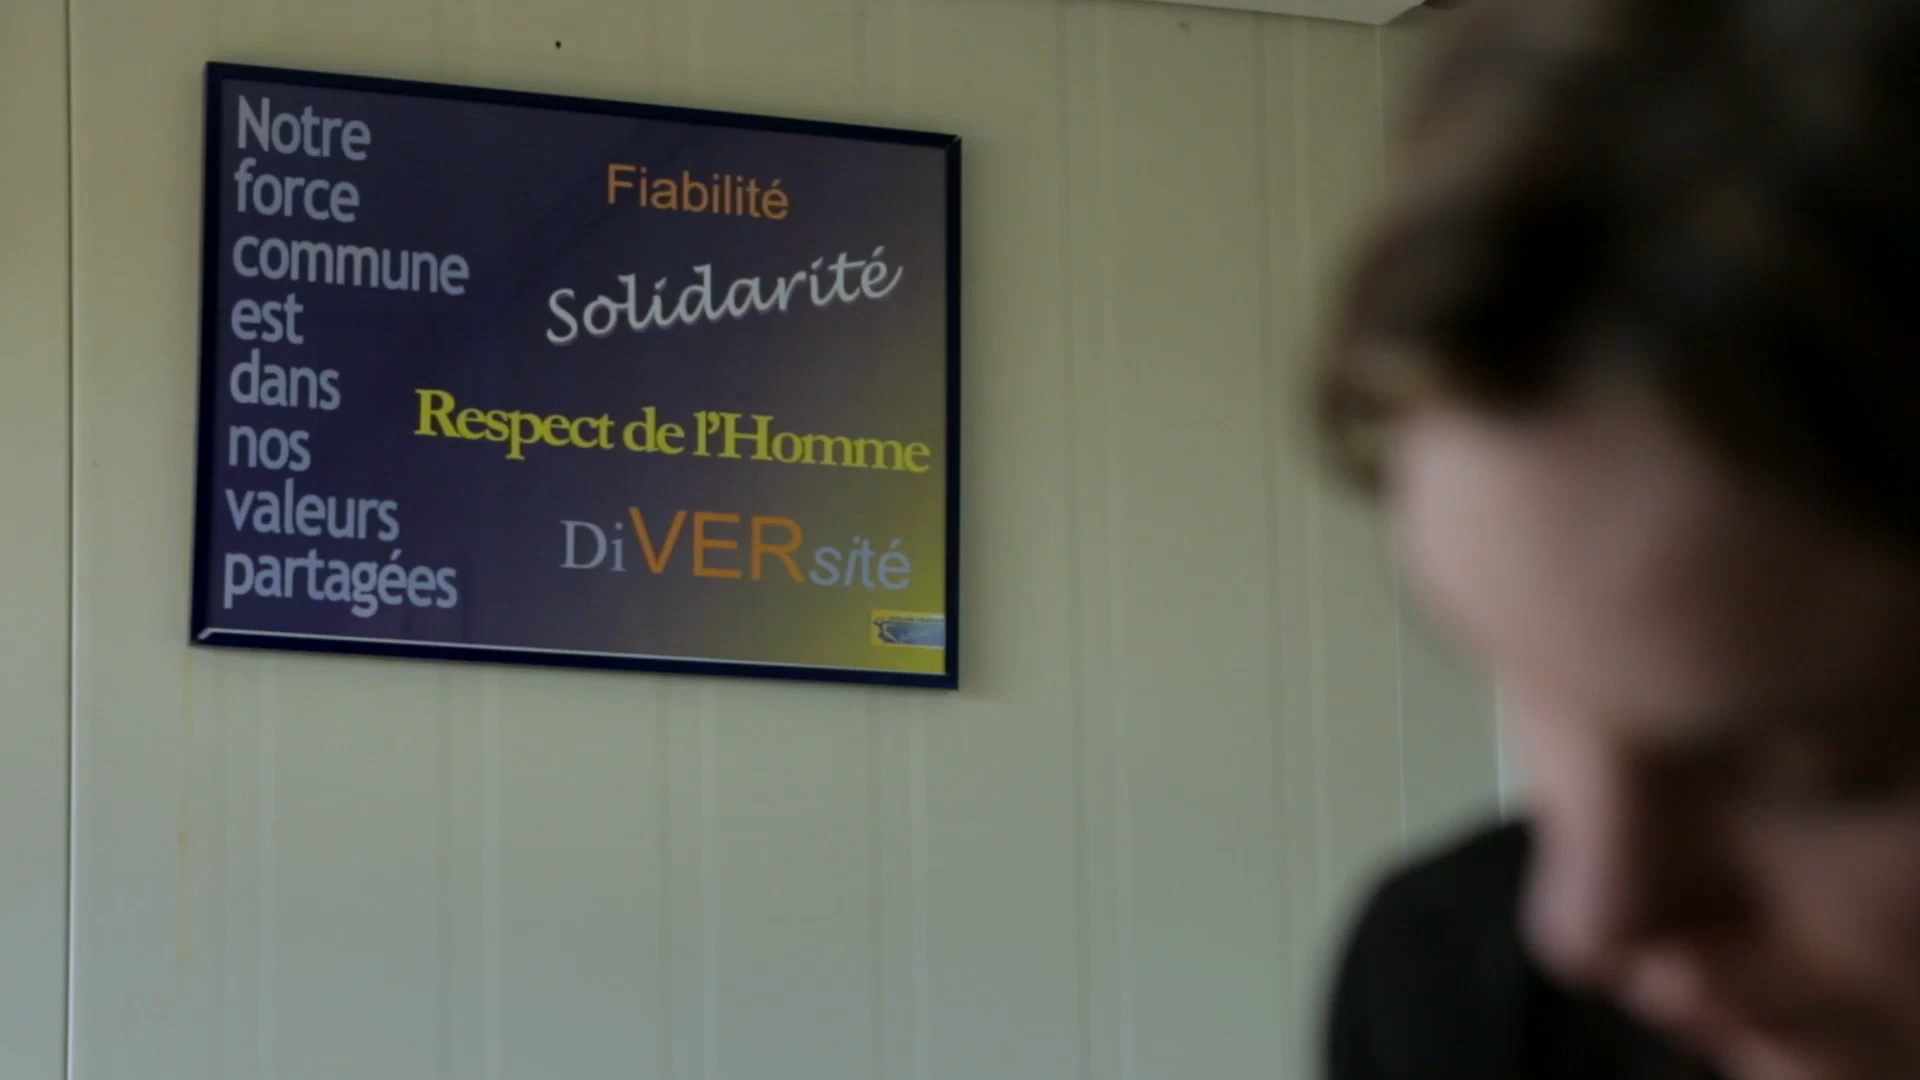 Notre
force
commune
est
dans
nos
valeurs
partagées
Fiabilité
Solidarité
Respect de l'Homme
DiVERsité